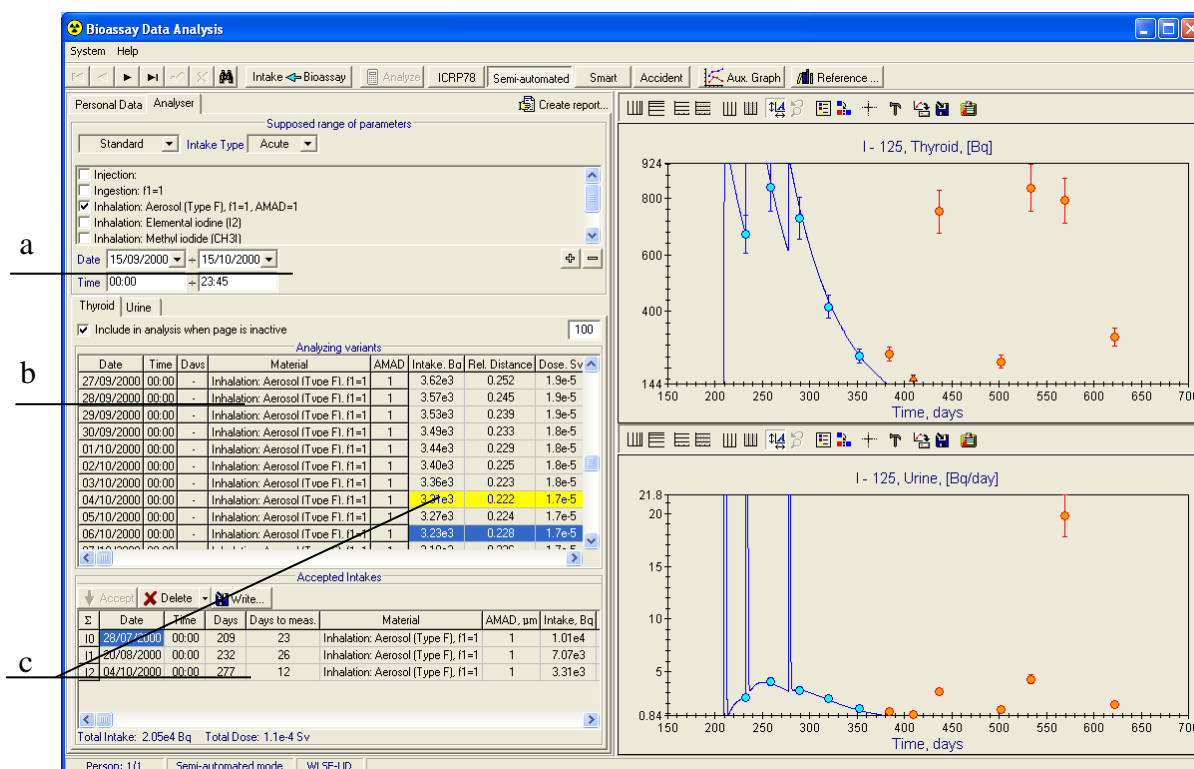 Bioassay Data Analysis
System Help
Intake Bioassay Analyze ICRP78 Semi-automated Smart Accident Aux. Graph Reference ...
Personal Data Analyser Create report...
Supposed range of parameters
Standard Intake Type Acute
Injection:
Ingestion: f1=1
Inhalation: Aerosol (Type F), f1=1, AMAD=1
Inhalation: Elemental iodine (I2)
Inhalation: Methyl iodide (CH3I)
a
Date 15/09/2000 ÷ 15/10/2000
Time 00:00 ÷ 23:45
Thyroid Urine
Include in analysis when page is inactive 100
Analyzing variants
Date Time Days Material AMAD Intake. Bq Rel. Distance Dose. Sv
27/09/2000 00:00 - Inhalation: Aerosol (Type F). f1=1 1 3.62e3 0.252 1.9e-5
b
28/09/2000 00:00 - Inhalation: Aerosol (Type F). f1=1 1 3.57e3 0.245 1.9e-5
29/09/2000 00:00 - Inhalation: Aerosol (Type F). f1=1 1 3.53e3 0.239 1.9e-5
30/09/2000 00:00 - Inhalation: Aerosol (Type F). f1=1 1 3.49e3 0.233 1.8e-5
01/10/2000 00:00 - Inhalation: Aerosol (Type F). f1=1 1 3.44e3 0.229 1.8e-5
02/10/2000 00:00 - Inhalation: Aerosol (Type F). f1=1 1 3.40e3 0.225 1.8e-5
03/10/2000 00:00 - Inhalation: Aerosol (Type F). f1=1 1 3.36e3 0.223 1.8e-5
04/10/2000 00:00 - Inhalation: Aerosol (Type F). f1=1 1 3.31e3 0.222 1.7e-5
05/10/2000 00:00 - Inhalation: Aerosol (Type F). f1=1 1 3.27e3 0.224 1.7e-5
06/10/2000 00:00 - Inhalation: Aerosol (Type F). f1=1 1 3.23e3 0.228 1.7e-5
Accepted Intakes
Accept Delete Write...
Σ Date Time Days Days to meas. Material AMAD, µm Intake, Bq
I0 28/07/2000 00:00 209 23 Inhalation: Aerosol (Type F), f1=1 1 1.01e4
I1 20/08/2000 00:00 232 26 Inhalation: Aerosol (Type F), f1=1 1 7.07e3
c
I2 04/10/2000 00:00 277 12 Inhalation: Aerosol (Type F), f1=1 1 3.31e3
Total Intake: 2.05e4 Bq Total Dose: 1.1e-4 Sv
Person: 1/1 Semi-automated mode WLSF-UD
I - 125, Thyroid, [Bq]
924
800
600
400
144
150 200 250 300 350 400 450 500 550 600 650 700
Time, days
I - 125, Urine, [Bq/day]
21.8
20
15
10
5
0.84
150 200 250 300 350 400 450 500 550 600 650 700
Time, days